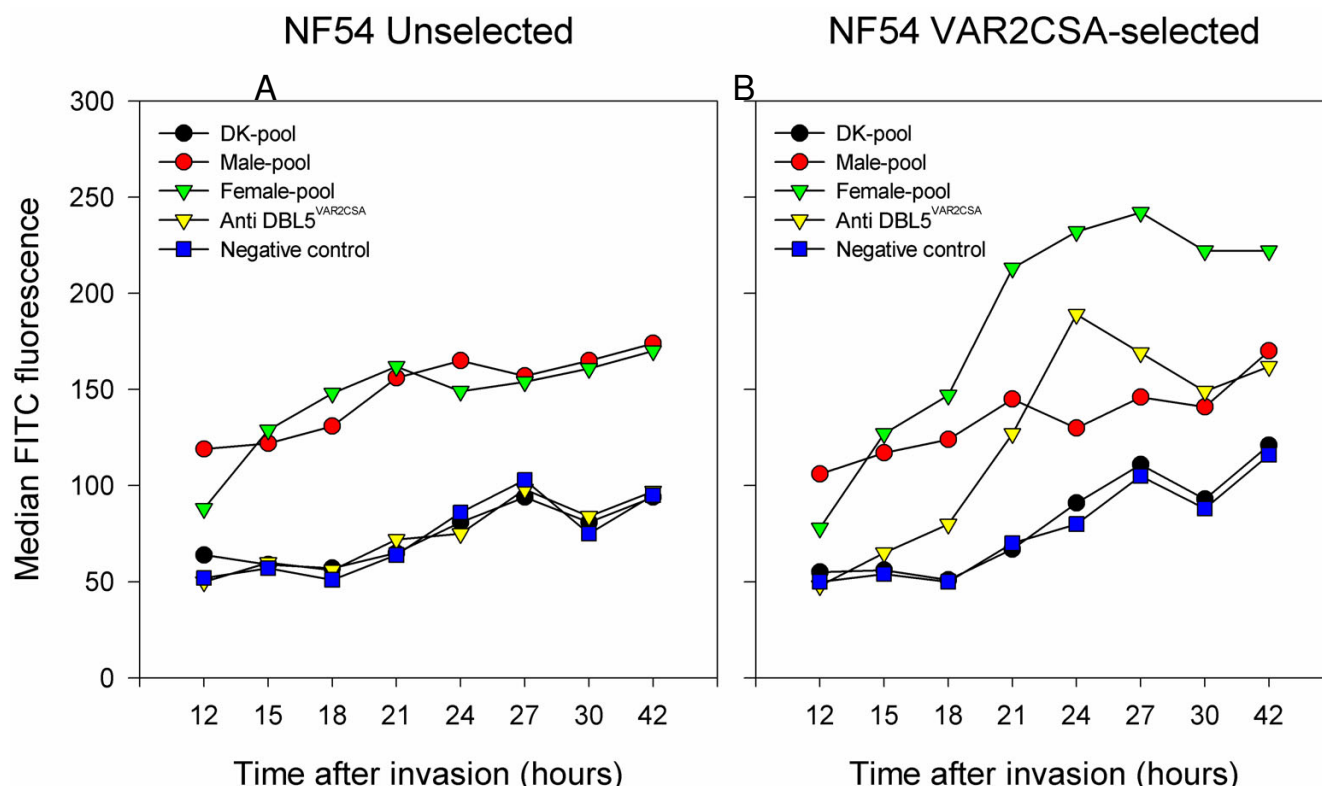 NF54 Unselected
NF54 VAR2CSA-selected
A
B
300
250
200
150
100
50
0
Median FITC fluorescence
DK-pool
Male-pool
Female-pool
Anti DBL5VAR2CSA
Negative control
DK-pool
Male-pool
Female-pool
Anti DBL5VAR2CSA
Negative control
12 15 18 21 24 27 30 42
12 15 18 21 24 27 30 42
Time after invasion (hours)
Time after invasion (hours)